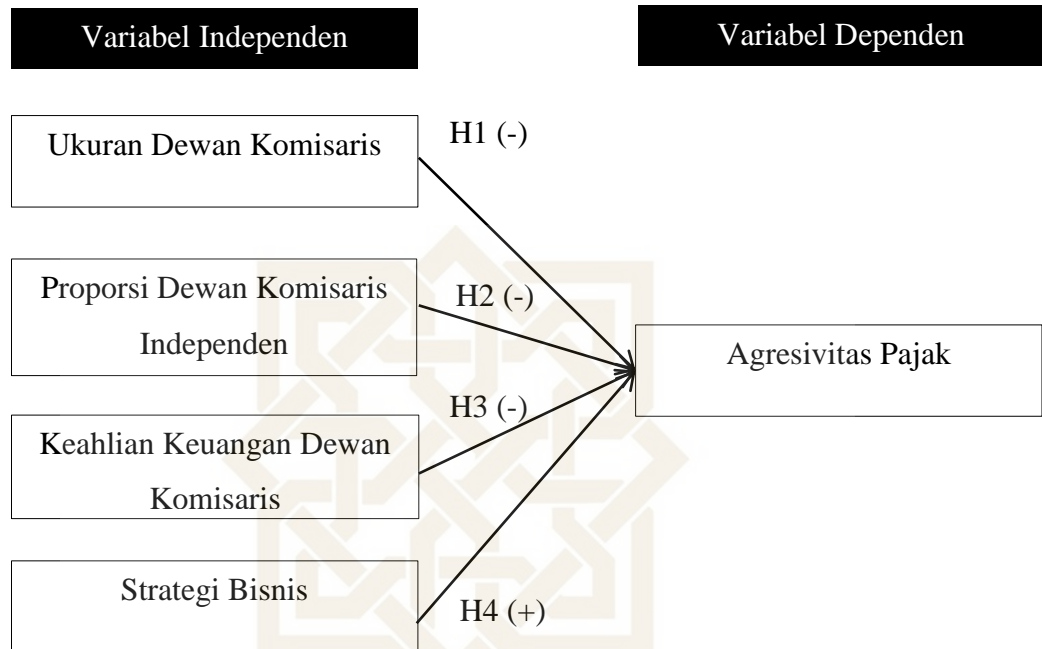 Variabel Independen
Variabel Dependen
Ukuran Dewan Komisaris
H1 (-)
Proporsi Dewan Komisaris
Independen
H2 (-)
Agresivitas Pajak
H3 (-)
Keahlian Keuangan Dewan
Komisaris
Strategi Bisnis
H4 (+)